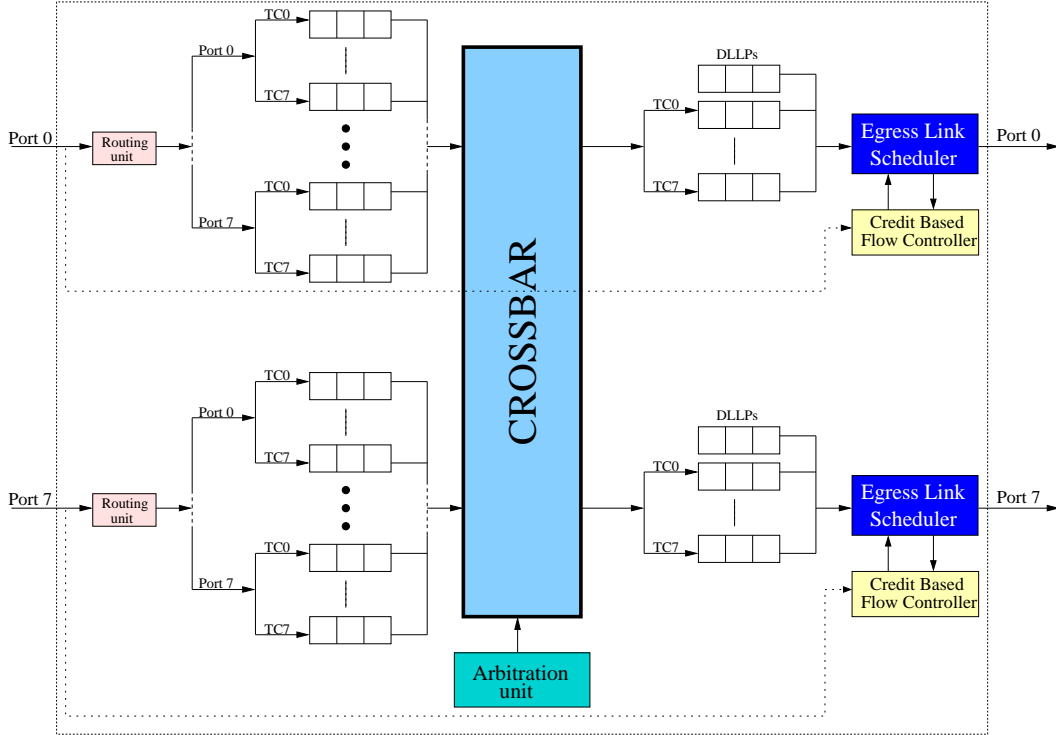 TC0
Port 0
TC7
Port 0
Routing
unit
TC0
Port 7
TC7
CROSSBAR
DLLPs
TC0
TC7
Egress Link
Scheduler
Port 0
Credit Based
Flow Controller
TC0
Port 0
TC7
Port 7
Routing
unit
TC0
Port 7
TC7
DLLPs
TC0
TC7
Egress Link
Scheduler
Port 7
Credit Based
Flow Controller
Arbitration
unit